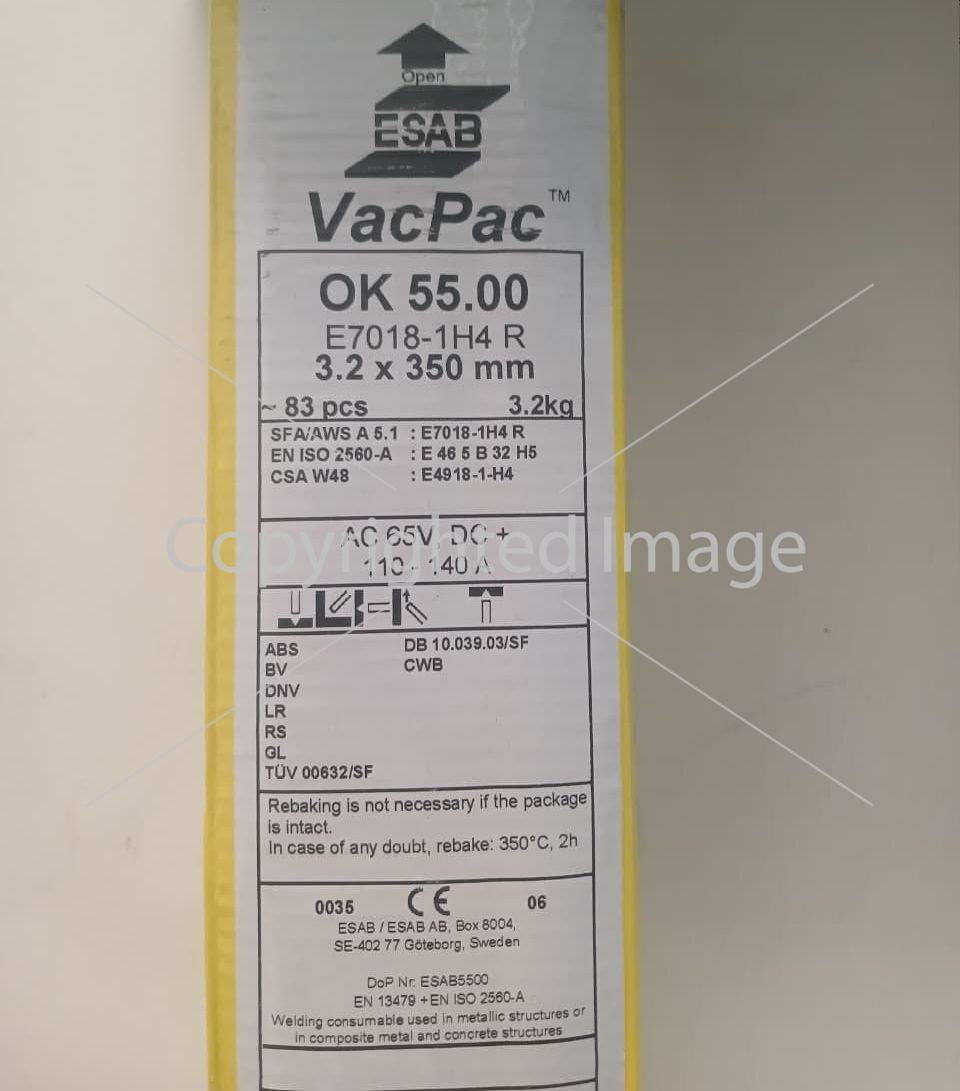 Open
ESAB
VacPac™
OK 55.00
E7018-1H4 R
3.2 x 350 mm
~ 83 pcs 3.2kg
SFA/AWS A 5.1 : E7018-1H4 R
EN ISO 2560-A : E 46 5 B 32 H5
CSA W48 : E4918-1-H4
AC 65V, DC +
110 - 140 A
Copyrighted Image
ABS DB 10.039.03/SF
BV CWB
DNV
LR
RS
GL
TÜV 00632/SF
Rebaking is not necessary if the package
is intact.
In case of any doubt, rebake: 350°C, 2h
0035 CE 06
ESAB / ESAB AB, Box 8004,
SE-402 77 Göteborg, Sweden
DoP Nr. ESAB5500
EN 13479 + EN ISO 2560-A
Welding consumable used in metallic structures or
in composite metal and concrete structures